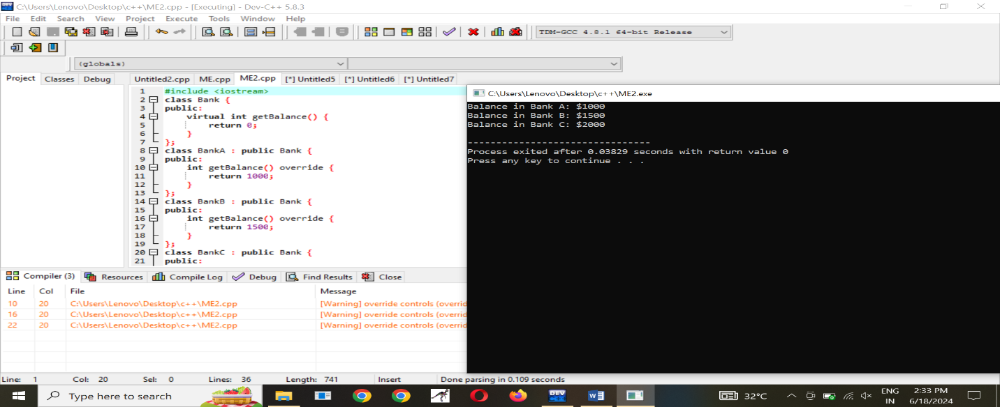 C:\Users\Lenovo\Desktop\c++\ME2.cpp - [Executing] - Dev-C++ 5.8.3
File Edit Search View Project Execute Tools Window Help
TDM-GCC 4.8.1 64-bit Release
(globals)
Project Classes Debug
Untitled2.cpp ME.cpp ME2.cpp [*] Untitled5 [*] Untitled6 [*] Untitled7
1 #include <iostream>
2 class Bank {
3 public:
4 virtual int getBalance() {
5 return 0;
6 }
7 };
8 class BankA : public Bank {
9 public:
10 int getBalance() override {
11 return 1000;
12 }
13 };
14 class BankB : public Bank {
15 public:
16 int getBalance() override {
17 return 1500;
18 }
19 };
20 class BankC : public Bank {
21 public:
C:\Users\Lenovo\Desktop\c++\ME2.exe
Balance in Bank A: $1000
Balance in Bank B: $1500
Balance in Bank C: $2000
--------------------------------
Process exited after 0.03829 seconds with return value 0
Press any key to continue . . .
Compiler (3) Resources Compile Log Debug Find Results Close
Line Col File Message
10 20 C:\Users\Lenovo\Desktop\c++\ME2.cpp [Warning] override controls (overrid
16 20 C:\Users\Lenovo\Desktop\c++\ME2.cpp [Warning] override controls (overrid
22 20 C:\Users\Lenovo\Desktop\c++\ME2.cpp [Warning] override controls (overrid
Line: 1 Col: 20 Sel: 0 Lines: 36 Length: 741 Insert Done parsing in 0.109 seconds
Type here to search
DEV
32°C
ENG
IN
2:33 PM
6/18/2024